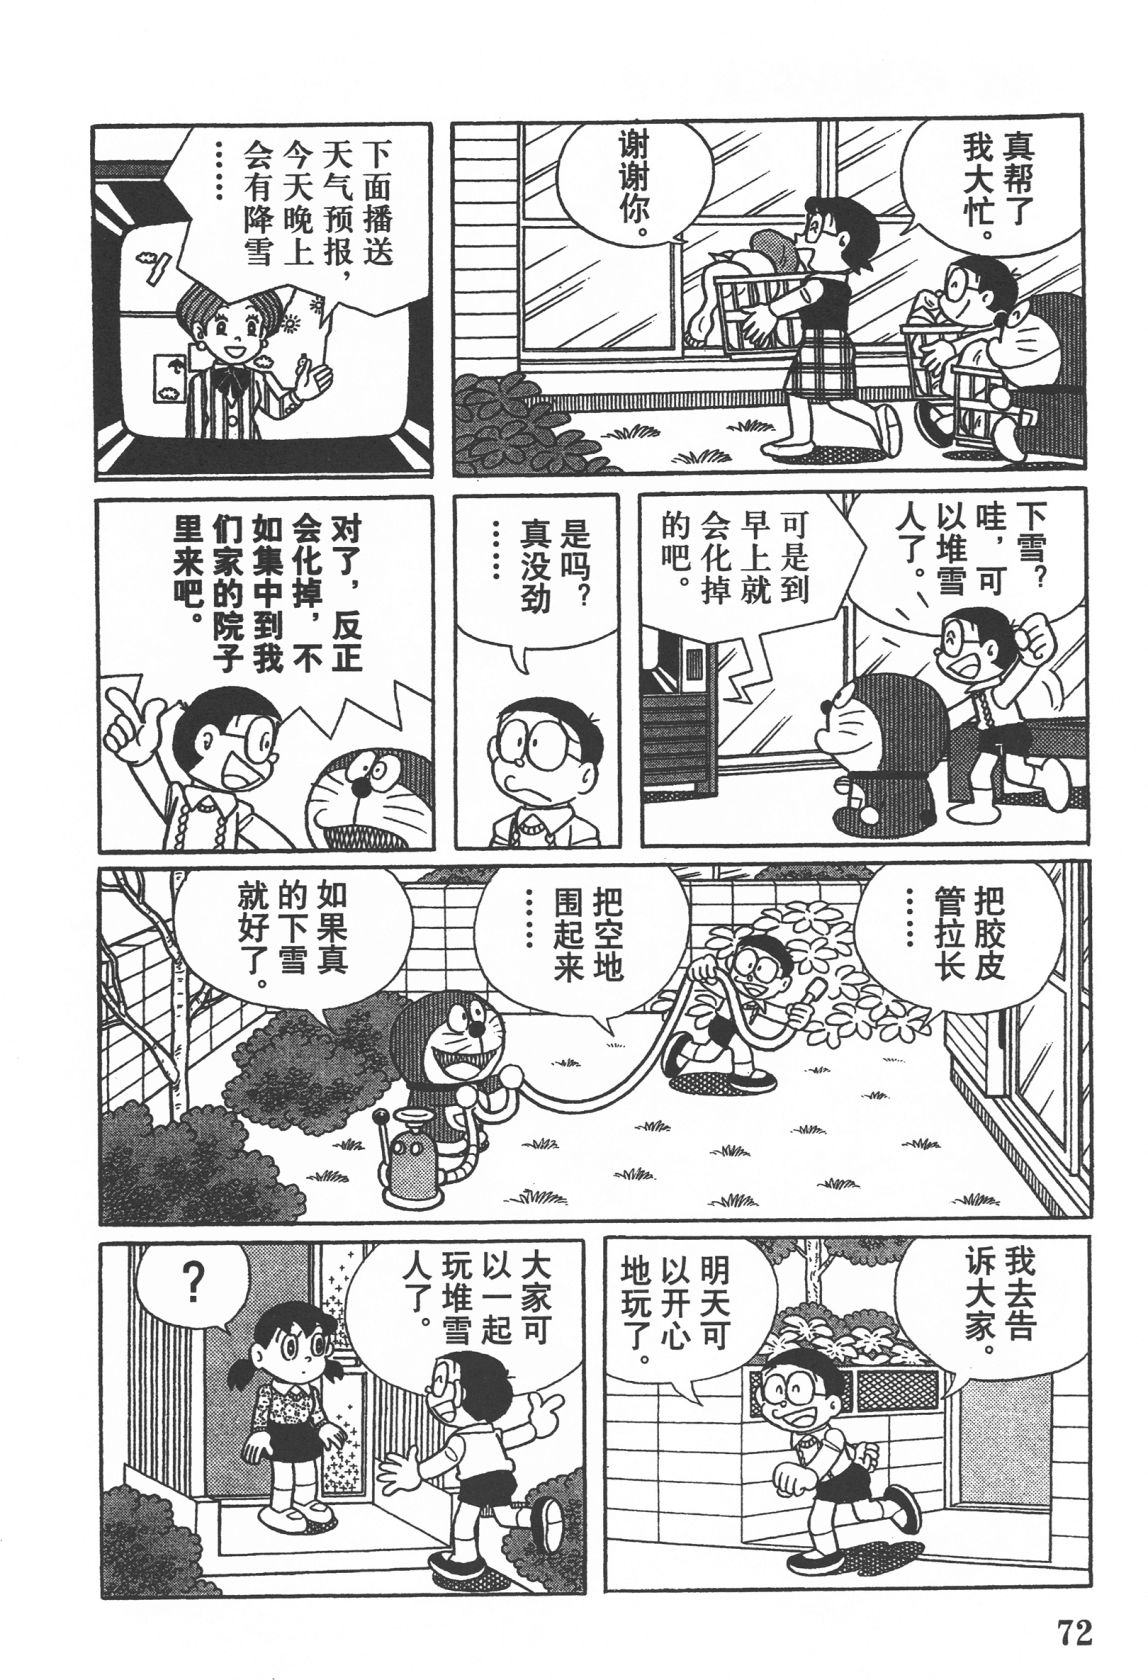 真帮了
我大忙。
谢谢你。
下面播送
天气预报，
今天晚上
会有降雪
……
下雪？
哇，可
以堆雪
人了。
可是到
早上就
会化掉
的吧。
是吗？
真没劲
……
对了，反正
会化掉，不
如集中到我
们家的院子
里来吧。
把胶皮
管拉长
……
把空地
围起来
……
如果真
的下雪
就好了。
我去告
诉大家。
明天可
以开心
地玩了。
大家可
以一起
玩堆雪
人了。
？
72